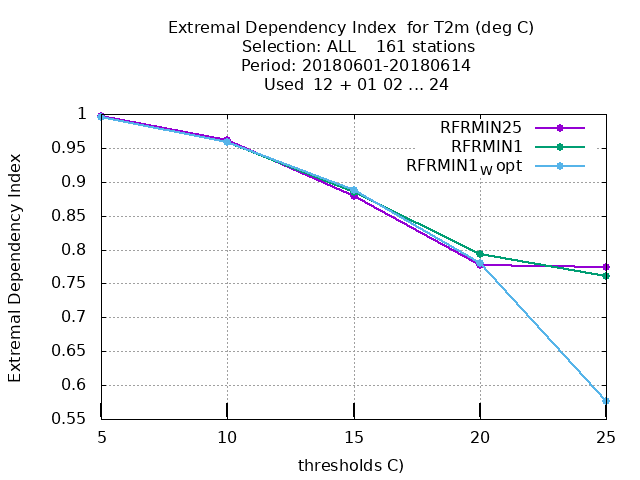 Extremal Dependency Index for T2m (deg C)
Selection: ALL 161 stations
Period: 20180601-20180614
Used 12 + 01 02 ... 24
RFRMIN25
RFRMIN1
RFRMIN1w opt
Extremal Dependency Index
1
0.95
0.9
0.85
0.8
0.75
0.7
0.65
0.6
0.55
5 10 15 20 25
thresholds C)